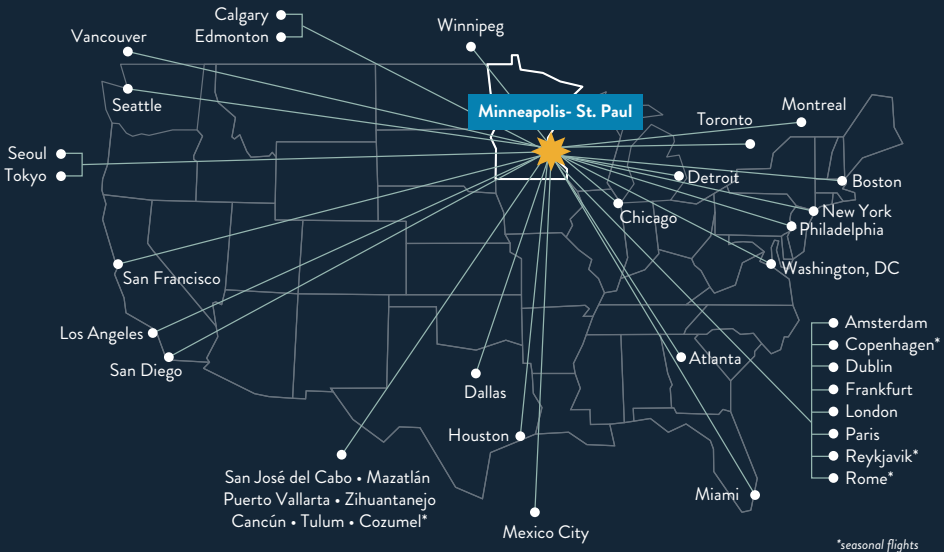 Calgary
Edmonton
Winnipeg
Vancouver
Seattle
Minneapolis- St. Paul
Montreal
Toronto
Seoul
Tokyo
Detroit
Boston
Chicago
New York
Philadelphia
San Francisco
Washington, DC
Los Angeles
San Diego
Atlanta
Dallas
Houston
Amsterdam
Copenhagen*
Dublin
Frankfurt
London
Paris
Reykjavik*
Rome*
San José del Cabo • Mazatlán
Puerto Vallarta • Zihuantanejo
Cancún • Tulum • Cozumel*
Miami
Mexico City
*seasonal flights